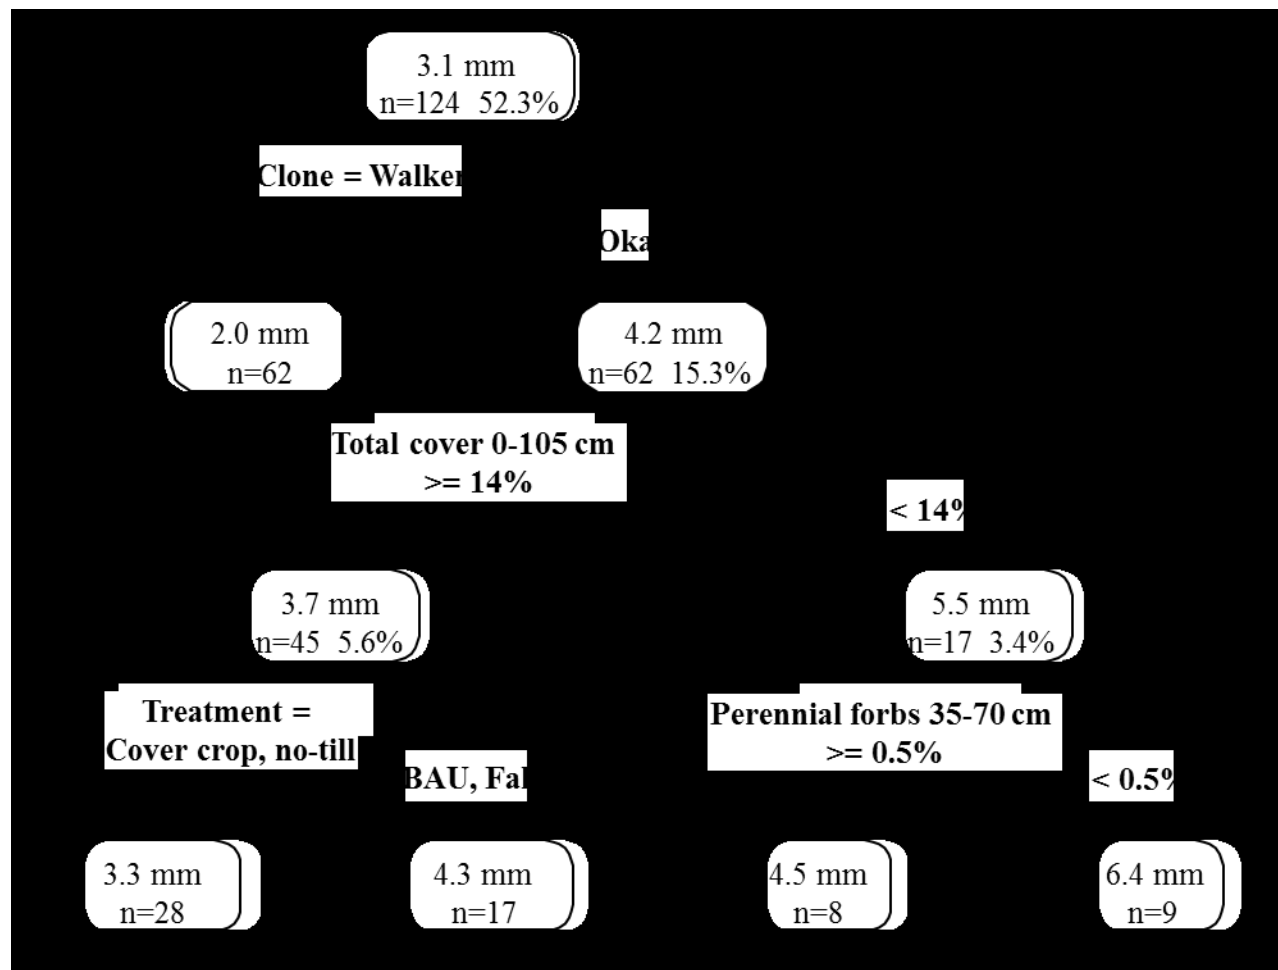 3.1 mm
n=124 52.3%
Clone = Walker
Oka
2.0 mm
n=62
4.2 mm
n=62 15.3%
Total cover 0-105 cm
>= 14%
< 14%
3.7 mm
n=45 5.6%
5.5 mm
n=17 3.4%
Treatment =
Cover crop, no-till
BAU, Fal
Perennial forbs 35-70 cm
>= 0.5%
< 0.5%
3.3 mm
n=28
4.3 mm
n=17
4.5 mm
n=8
6.4 mm
n=9